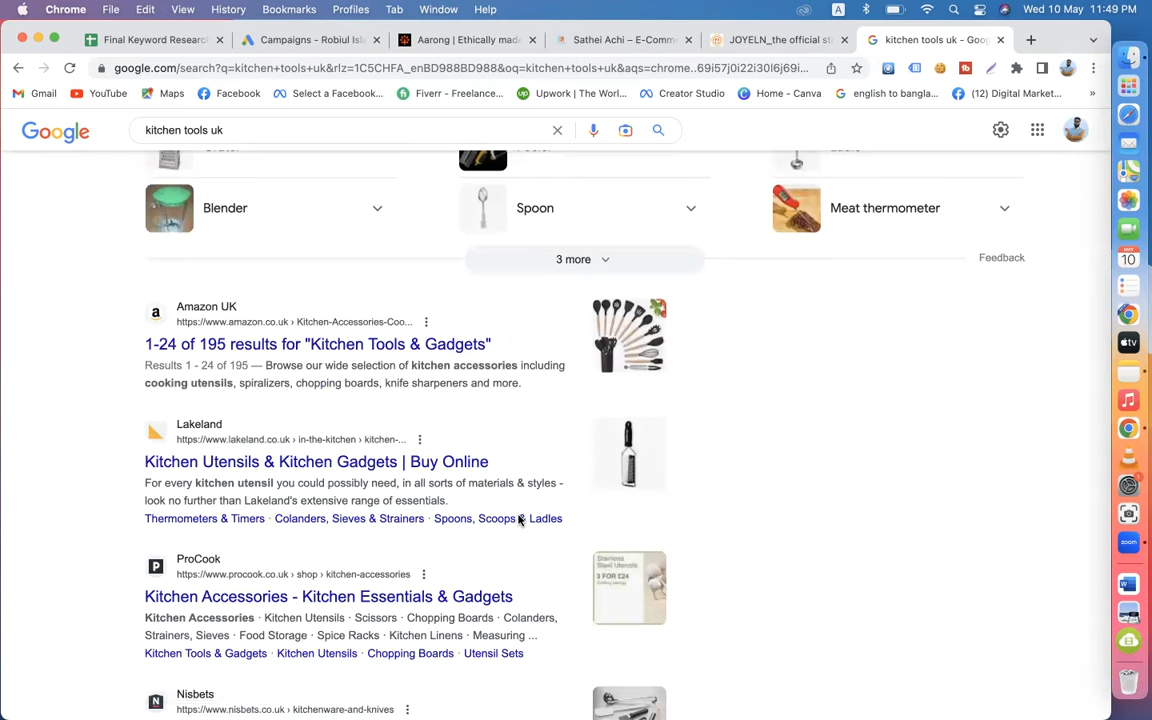 Chrome File Edit View History Bookmarks Profiles Tab Window Help A Wed 10 May 11:49 PM
Final Keyword Researc Campaigns - Robiul Isl Aarong | Ethically made Sathei Achi – E-Comm JOYELN_the official st kitchen tools uk - Goog
google.com/search?q=kitchen+tools+uk&rlz=1C5CHFA_enBD988BD988&oq=kitchen+tools+uk&aqs=chrome..69i57j0i22i30l6j69i...
Gmail YouTube Maps Facebook Select a Facebook... Fiverr - Freelance... Upwork | The Worl... Creator Studio Home - Canva english to bangla... (12) Digital Market... »
Google kitchen tools uk
Blender Spoon Meat thermometer
3 more Feedback
Amazon UK
https://www.amazon.co.uk › Kitchen-Accessories-Coo...
1-24 of 195 results for "Kitchen Tools & Gadgets"
Results 1 - 24 of 195 — Browse our wide selection of kitchen accessories including
cooking utensils, spiralizers, chopping boards, knife sharpeners and more.
Lakeland
https://www.lakeland.co.uk › in-the-kitchen › kitchen-...
Kitchen Utensils & Kitchen Gadgets | Buy Online
For every kitchen utensil you could possibly need, in all sorts of materials & styles -
look no further than Lakeland's extensive range of essentials.
Thermometers & Timers · Colanders, Sieves & Strainers · Spoons, Scoops & Ladles
ProCook
https://www.procook.co.uk › shop › kitchen-accessories
Kitchen Accessories - Kitchen Essentials & Gadgets
Kitchen Accessories · Kitchen Utensils · Scissors · Chopping Boards · Colanders,
Strainers, Sieves · Food Storage · Spice Racks · Kitchen Linens · Measuring ...
Kitchen Tools & Gadgets · Kitchen Utensils · Chopping Boards · Utensil Sets
Stainless
Steel Utensils
3 FOR £24
Nisbets
https://www.nisbets.co.uk › kitchenware-and-knives